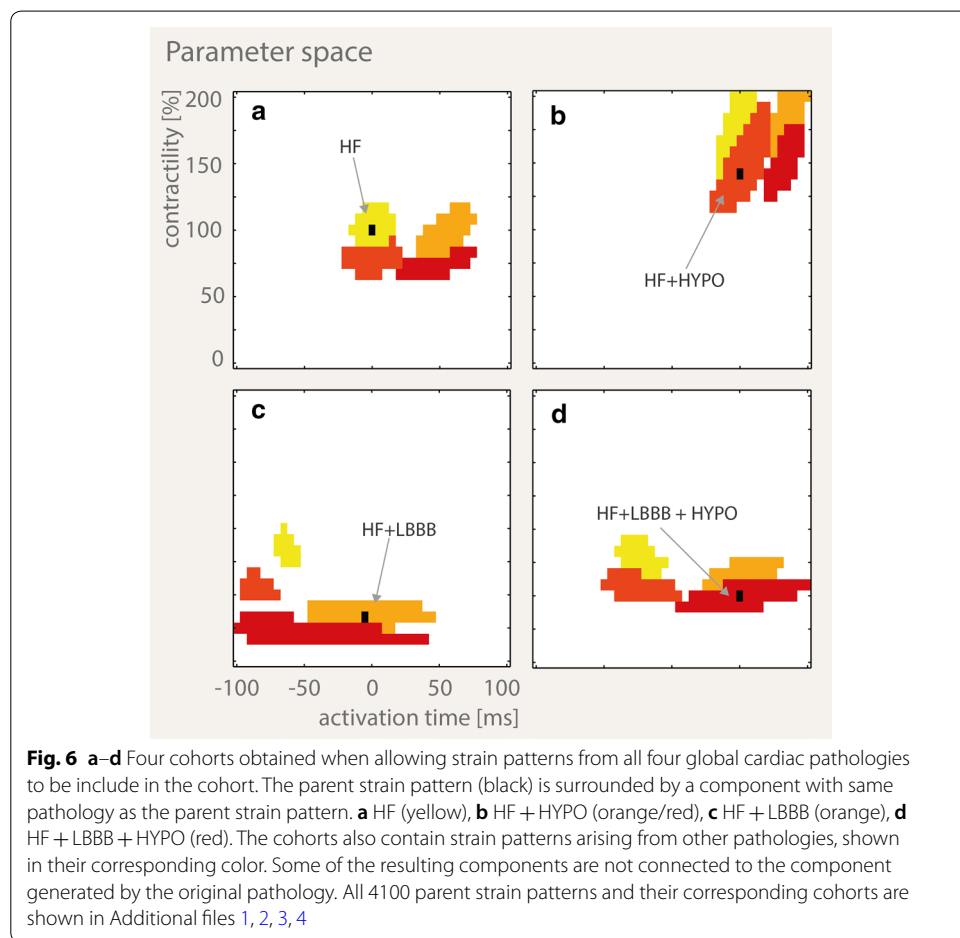 Parameter space
contractility [%]
200
150
100
50
0
a
HF
b
HF+HYPO
c
HF+LBBB
d
HF+LBBB + HYPO
-100 -50 0 50 100
activation time [ms]
Fig. 6 a–d Four cohorts obtained when allowing strain patterns from all four global cardiac pathologies
to be include in the cohort. The parent strain pattern (black) is surrounded by a component with same
pathology as the parent strain pattern. a HF (yellow), b HF + HYPO (orange/red), c HF + LBBB (orange), d
HF + LBBB + HYPO (red). The cohorts also contain strain patterns arising from other pathologies, shown
in their corresponding color. Some of the resulting components are not connected to the component
generated by the original pathology. All 4100 parent strain patterns and their corresponding cohorts are
shown in Additional files 1, 2, 3, 4